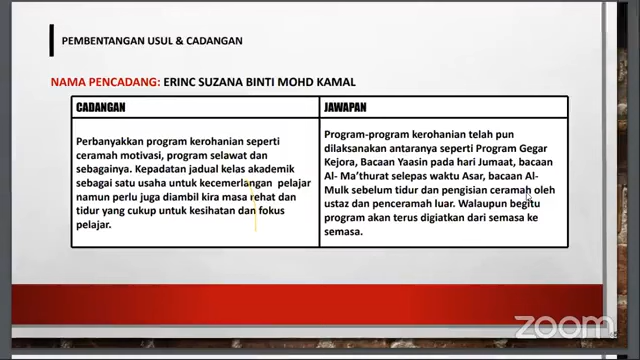 PEMBENTANGAN USUL & CADANGAN
NAMA PENCADANG: ERINC SUZANA BINTI MOHD KAMAL
CADANGAN
Perbanyakkan program kerohanian seperti
ceramah motivasi, program selawat dan
sebagainya. Kepadatan jadual kelas akademik
sebagai satu usaha untuk kecemerlangan pelajar
namun perlu juga diambil kira masa rehat dan
tidur yang cukup untuk kesihatan dan fokus
pelajar.
JAWAPAN
Program-program kerohanian telah pun
dilaksanakan antaranya seperti Program Gegar
Kejora, Bacaan Yaasin pada hari Jumaat, bacaan
Al- Ma'thurat selepas waktu Asar, bacaan Al-
Mulk sebelum tidur dan pengisian ceramah oleh
ustaz dan penceramah luar. Walaupun begitu
program akan terus digiatkan dari semasa ke
semasa.
zoom